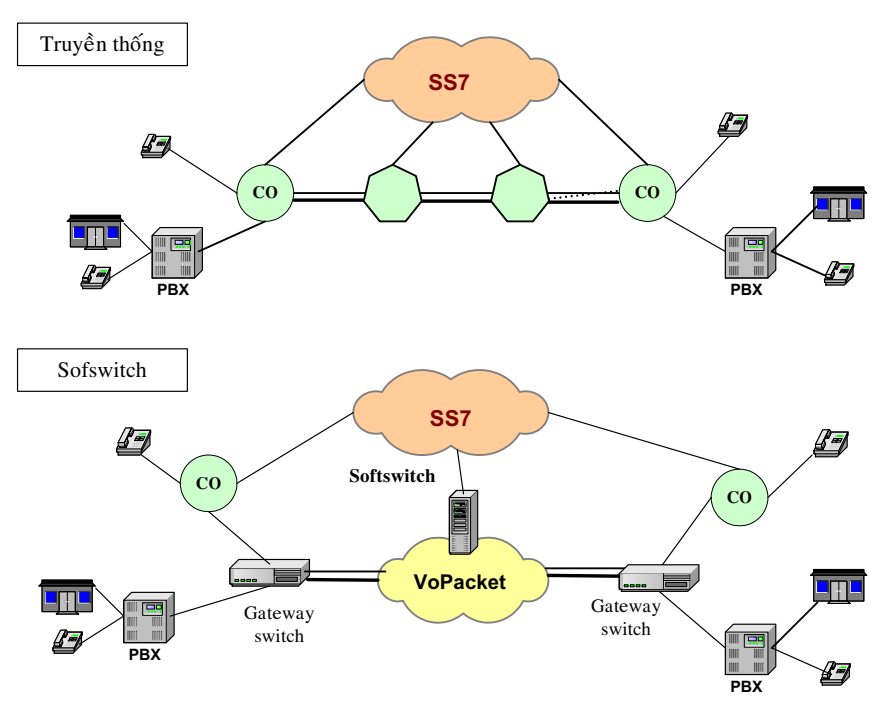 Truyền thống
SS7
CO
CO
PBX
PBX
Sofswitch
SS7
Softswitch
CO
CO
VoPacket
Gateway
switch
Gateway
switch
PBX
PBX